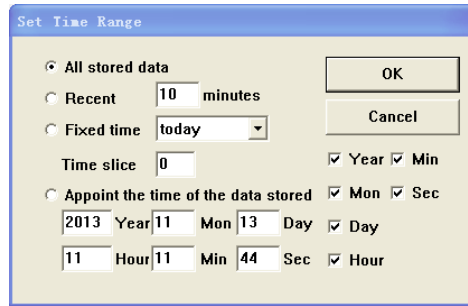 Set Time Range
All stored data
OK
Recent 10 minutes
Cancel
Fixed time today
Time slice 0
Year Min
Appoint the time of the data stored
Mon Sec
2013 Year 11 Mon 13 Day
Day
11 Hour 11 Min 44 Sec
Hour